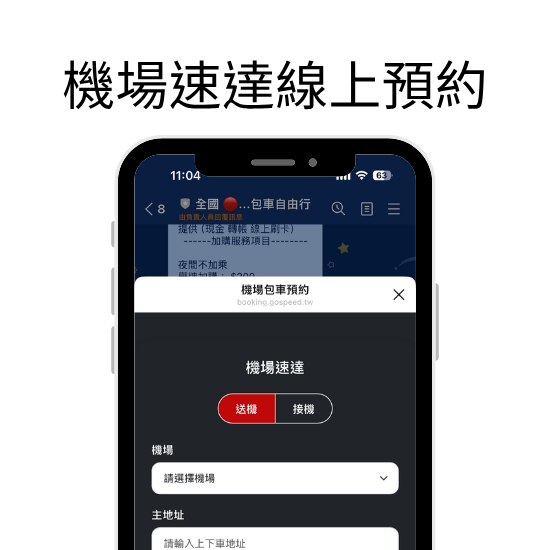 機場速達線上預約
11:04
63
8
全國 🔴...包車自由行
由負責人員回覆訊息
提供 (現金 轉帳 線上刷卡)
------加購服務項目--------
夜間不加乘
$200
機場包車預約
booking.gospeed.tw
機場速達
送機
接機
機場
請選擇機場
主地址
請輸入上下車地址